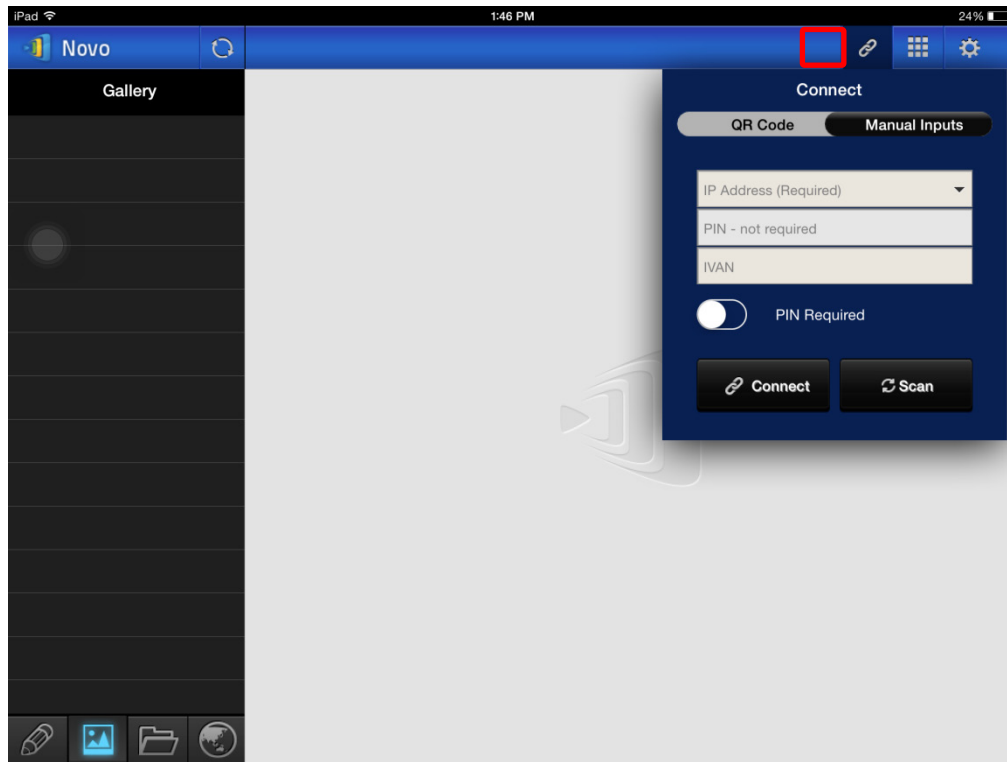 iPad 1:46 PM 24%
Novo
Gallery
Connect
QR Code Manual Inputs
IP Address (Required)
PIN - not required
IVAN
PIN Required
Connect Scan